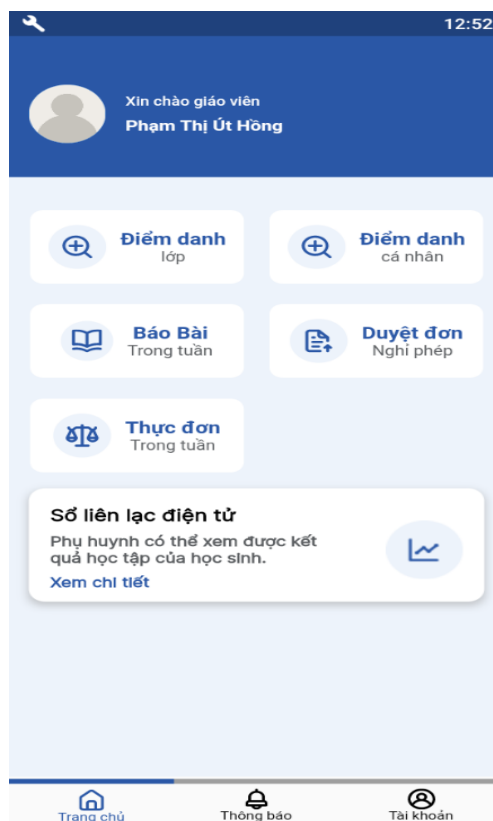 12:52
Xin chào giáo viên
Phạm Thị Út Hồng
Điểm danh
lớp
Điểm danh
cá nhân
Báo Bài
Trong tuần
Duyệt đơn
Nghỉ phép
Thực đơn
Trong tuần
Sổ liên lạc điện tử
Phụ huynh có thể xem được kết
quả học tập của học sinh.
Xem chi tiết
Trang chủ
Thông báo
Tài khoản